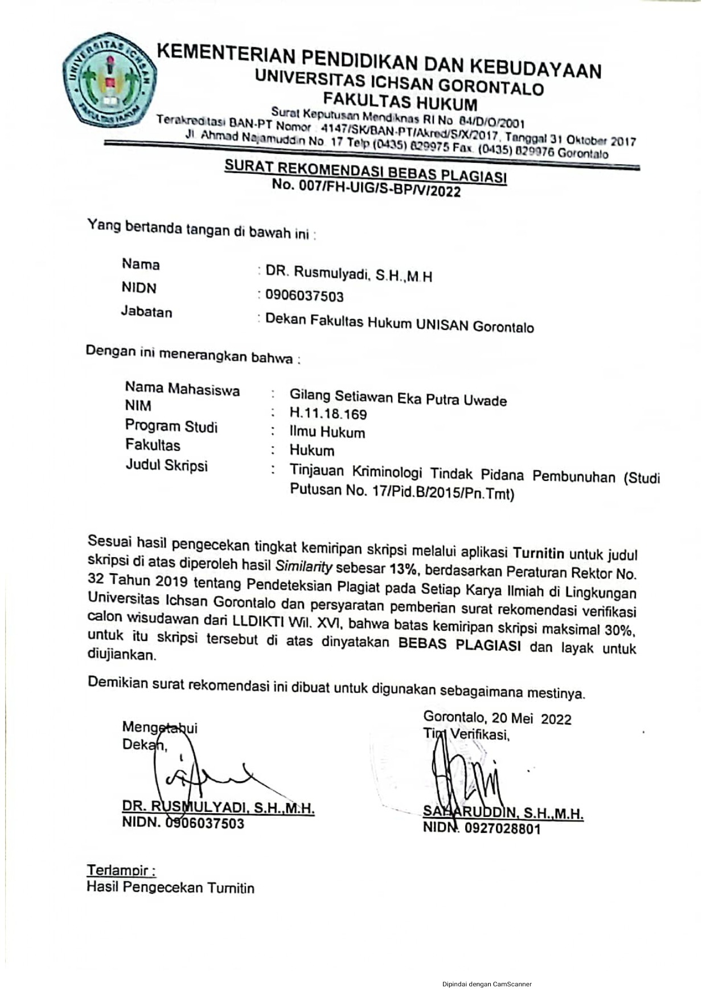 UNIVERSITAS ICHSAN
FAKULTAS HUKUM
KEMENTERIAN PENDIDIKAN DAN KEBUDAYAAN
UNIVERSITAS ICHSAN GORONTALO
FAKULTAS HUKUM
Surat Keputusan Mendiknas RI No 84/D/O/2001
Terakreditasi BAN-PT Nomor : 4147/SK/BAN-PT/Akred/S/X/2017, Tanggal 31 Oktober 2017
Jl. Ahmad Najamuddin No. 17 Telp (0435) 829975 Fax. (0435) 829976 Gorontalo
SURAT REKOMENDASI BEBAS PLAGIASI
No. 007/FH-UIG/S-BP/V/2022
Yang bertanda tangan di bawah ini :
Nama : DR. Rusmulyadi, S.H.,M.H
NIDN : 0906037503
Jabatan : Dekan Fakultas Hukum UNISAN Gorontalo
Dengan ini menerangkan bahwa :
Nama Mahasiswa : Gilang Setiawan Eka Putra Uwade
NIM : H.11.18.169
Program Studi : Ilmu Hukum
Fakultas : Hukum
Judul Skripsi : Tinjauan Kriminologi Tindak Pidana Pembunuhan (Studi
Putusan No. 17/Pid.B/2015/Pn.Tmt)
Sesuai hasil pengecekan tingkat kemiripan skripsi melalui aplikasi Turnitin untuk judul
skripsi di atas diperoleh hasil Similarity sebesar 13%, berdasarkan Peraturan Rektor No.
32 Tahun 2019 tentang Pendeteksian Plagiat pada Setiap Karya Ilmiah di Lingkungan
Universitas Ichsan Gorontalo dan persyaratan pemberian surat rekomendasi verifikasi
calon wisudawan dari LLDIKTI Wil. XVI, bahwa batas kemiripan skripsi maksimal 30%,
untuk itu skripsi tersebut di atas dinyatakan BEBAS PLAGIASI dan layak untuk
diujiankan.
Demikian surat rekomendasi ini dibuat untuk digunakan sebagaimana mestinya.
Gorontalo, 20 Mei 2022
Mengetahui
Tim Verifikasi,
Dekan,
DR. RUSMULYADI, S.H.,M.H.
SAHARUDDIN, S.H.,M.H.
NIDN. 0906037503
NIDN. 0927028801
Terlampir :
Hasil Pengecekan Turnitin
Dipindai dengan CamScanner